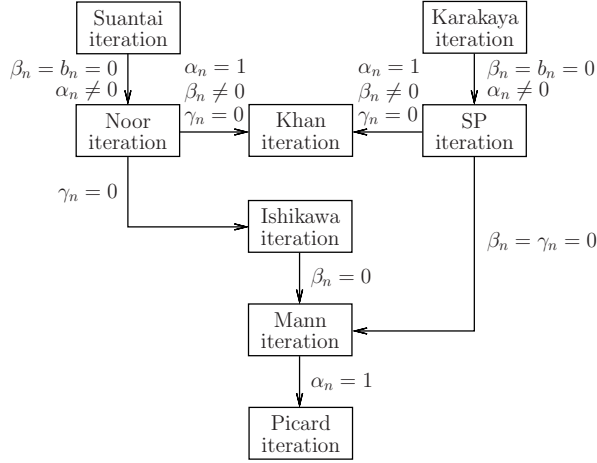 Suantai
iteration
Karakaya
iteration
βₙ = bₙ = 0
αₙ ≠ 0
αₙ = 1
βₙ ≠ 0
γₙ = 0
αₙ = 1
βₙ ≠ 0
γₙ = 0
βₙ = bₙ = 0
αₙ ≠ 0
Noor
iteration
Khan
iteration
SP
iteration
γₙ = 0
Ishikawa
iteration
βₙ = γₙ = 0
βₙ = 0
Mann
iteration
αₙ = 1
Picard
iteration